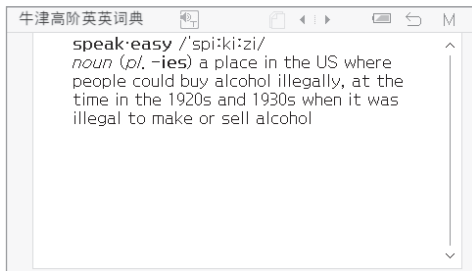 牛津高阶英英词典 M
speak·easy /ˈspiːkiːzi/
noun (pl. -ies) a place in the US where
people could buy alcohol illegally, at the
time in the 1920s and 1930s when it was
illegal to make or sell alcohol